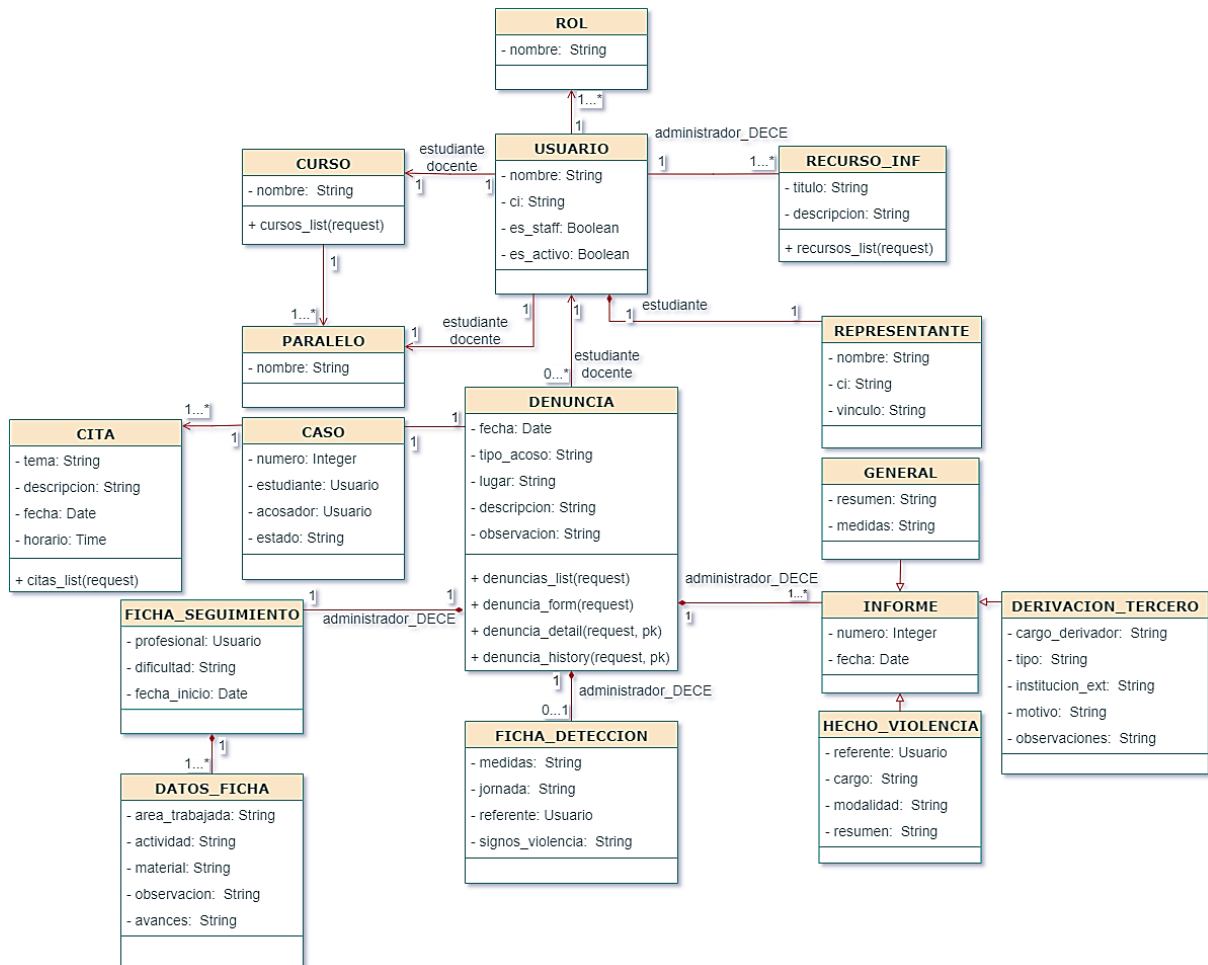 ROL
- nombre: String
1...*
1
USUARIO
- nombre: String
- ci: String
- es_staff: Boolean
- es_activo: Boolean
administrador_DECE
1
1...*
RECURSO_INF
- titulo: String
- descripcion: String
+ recursos_list(request)
estudiante
docente
1
1
CURSO
- nombre: String
+ cursos_list(request)
1
1...*
PARALELO
- nombre: String
1
estudiante
docente
1
1
estudiante
1
1
REPRESENTANTE
- nombre: String
- ci: String
- vinculo: String
estudiante
docente
0...*
DENUNCIA
- fecha: Date
- tipo_acoso: String
- lugar: String
- descripcion: String
- observacion: String
+ denuncias_list(request)
+ denuncia_form(request)
+ denuncia_detail(request, pk)
+ denuncia_history(request, pk)
1
1
CASO
- numero: Integer
- estudiante: Usuario
- acosador: Usuario
- estado: String
1...*
1
CITA
- tema: String
- descripcion: String
- fecha: Date
- horario: Time
+ citas_list(request)
GENERAL
- resumen: String
- medidas: String
administrador_DECE
1...*
1
INFORME
- numero: Integer
- fecha: Date
DERIVACION_TERCERO
- cargo_derivador: String
- tipo: String
- institucion_ext: String
- motivo: String
- observaciones: String
HECHO_VIOLENCIA
- referente: Usuario
- cargo: String
- modalidad: String
- resumen: String
1
1
administrador_DECE
FICHA_SEGUIMIENTO
- profesional: Usuario
- dificultad: String
- fecha_inicio: Date
1
1...*
DATOS_FICHA
- area_trabajada: String
- actividad: String
- material: String
- observacion: String
- avances: String
1
administrador_DECE
0...1
FICHA_DETECCION
- medidas: String
- jornada: String
- referente: Usuario
- signos_violencia: String